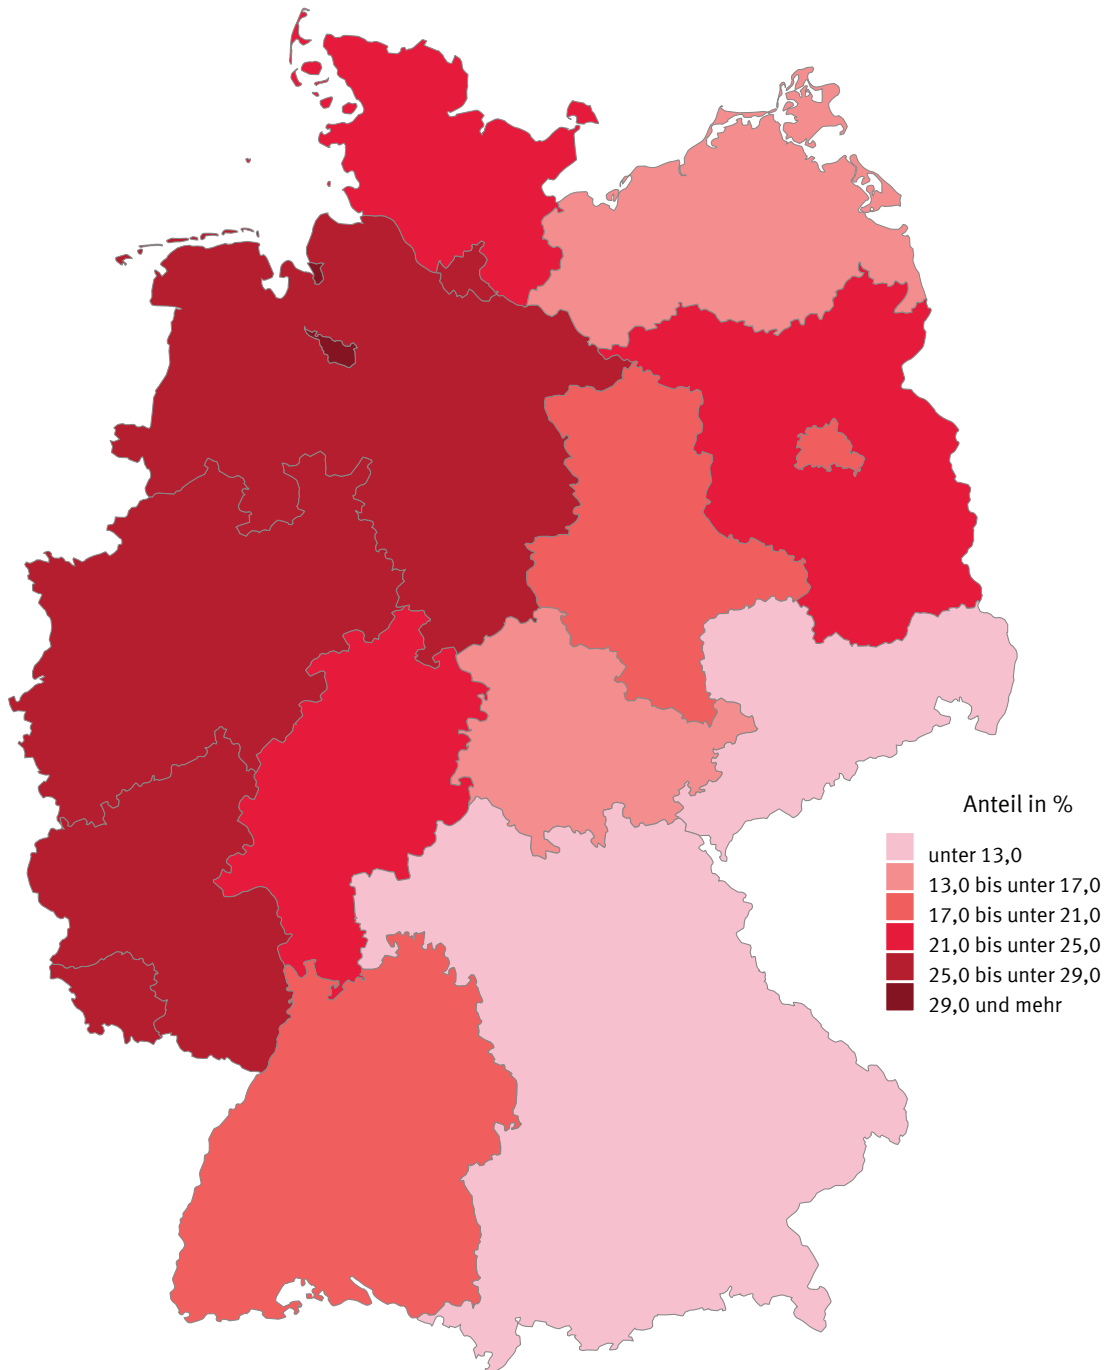 Anteil in %
unter 13,0
13,0 bis unter 17,0
17,0 bis unter 21,0
21,0 bis unter 25,0
25,0 bis unter 29,0
29,0 und mehr